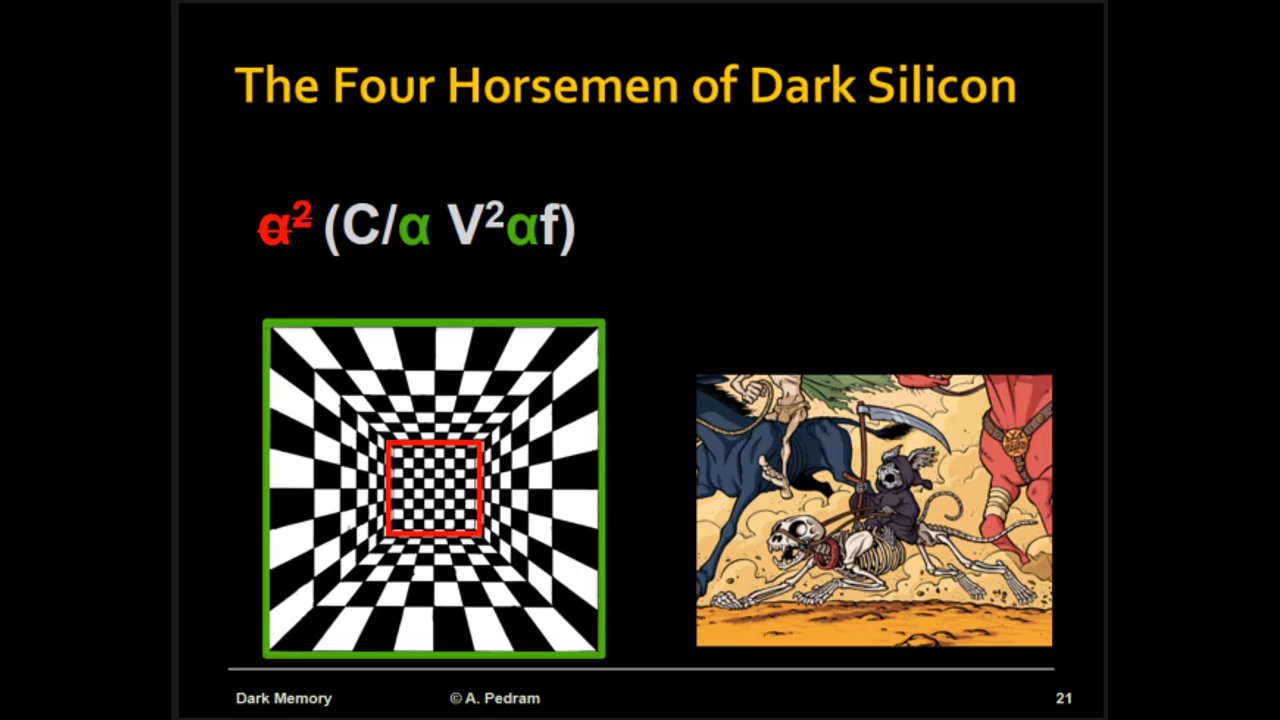 The Four Horsemen of Dark Silicon
α² (C/α V²αf)
Dark Memory
© A. Pedram
21